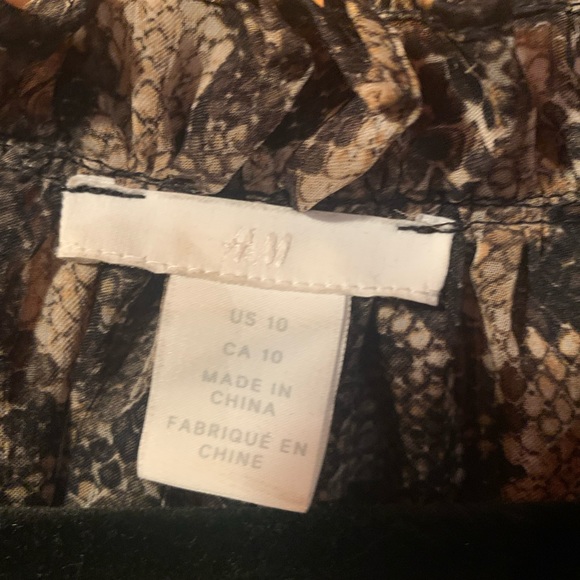 H&M
US 10
CA 10
MADE IN
CHINA
FABRIQUÉ EN
CHINE